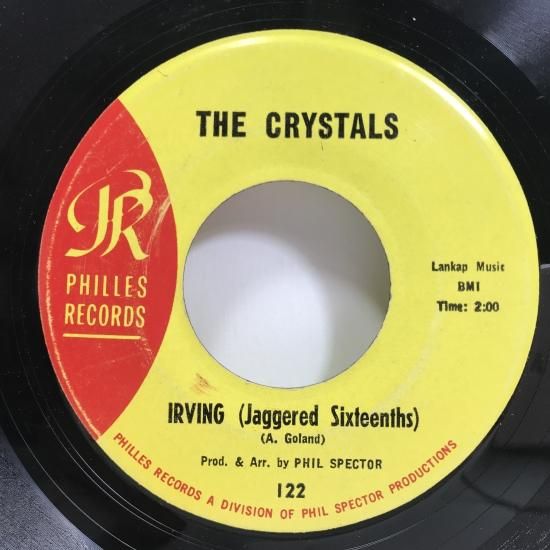 THE CRYSTALS
PR
PHILLES
RECORDS
Lankap Music
BMI
Time: 2:00
IRVING (Jaggered Sixteenths)
(A. Goland)
Prod. & Arr. by PHIL SPECTOR
122
PHILLES RECORDS A DIVISION OF PHIL SPECTOR PRODUCTIONS